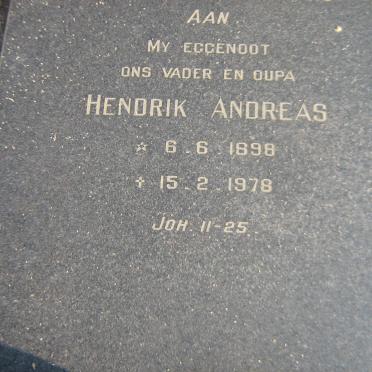 AAN
MY EGGENOOT
ONS VADER EN OUPA
HENDRIK ANDREAS
☆ 6.6.1898
✝ 15.2.1978
JOH. 11-25.